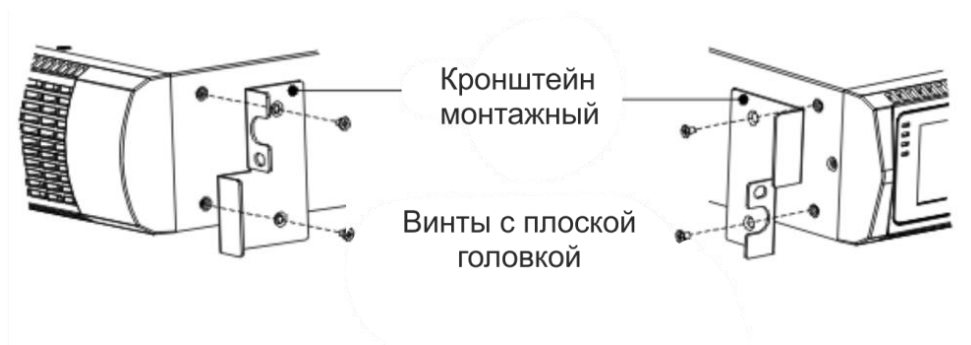 Кронштейн
монтажный
Винты с плоской
головкой